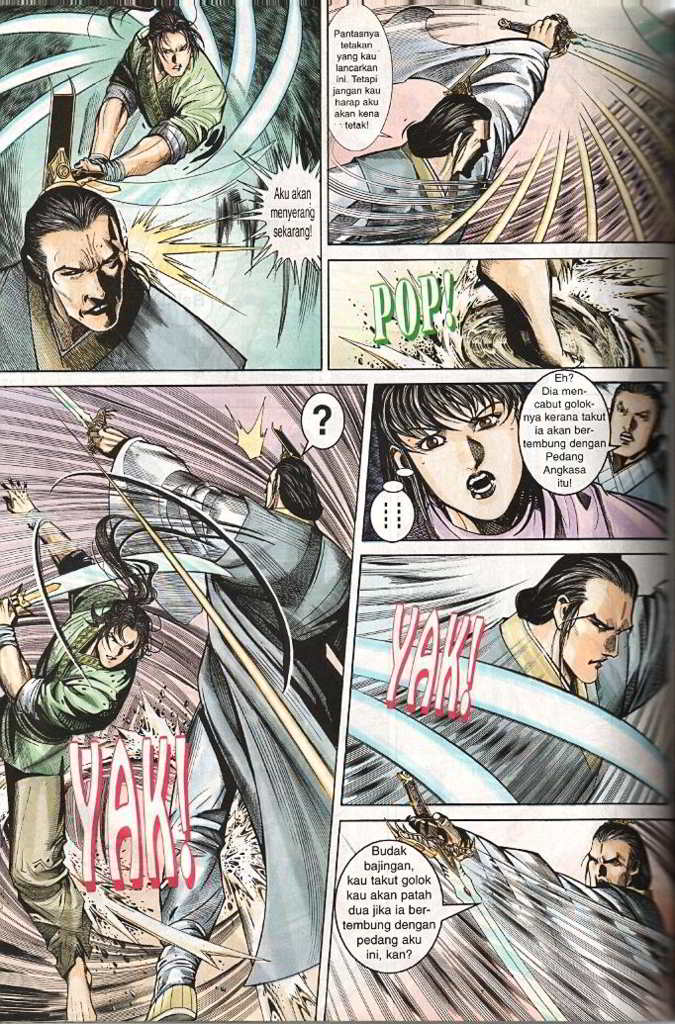 Aku akan
menyerang
sekarang!
Pantasnya
tetakan
yang kau
lancarkan
ini. Tetapi
jangan kau
harap aku
akan kena
tetak!
POP!
?
YAK!
Eh?
Dia men-
cabut golok-
nya kerana takut
ia akan ber-
tembung dengan
Pedang
Angkasa
itu!
......
YAK!
Budak
bajingan,
kau takut golok
kau akan patah
dua jika ia ber-
tembung dengan
pedang aku
ini, kan?